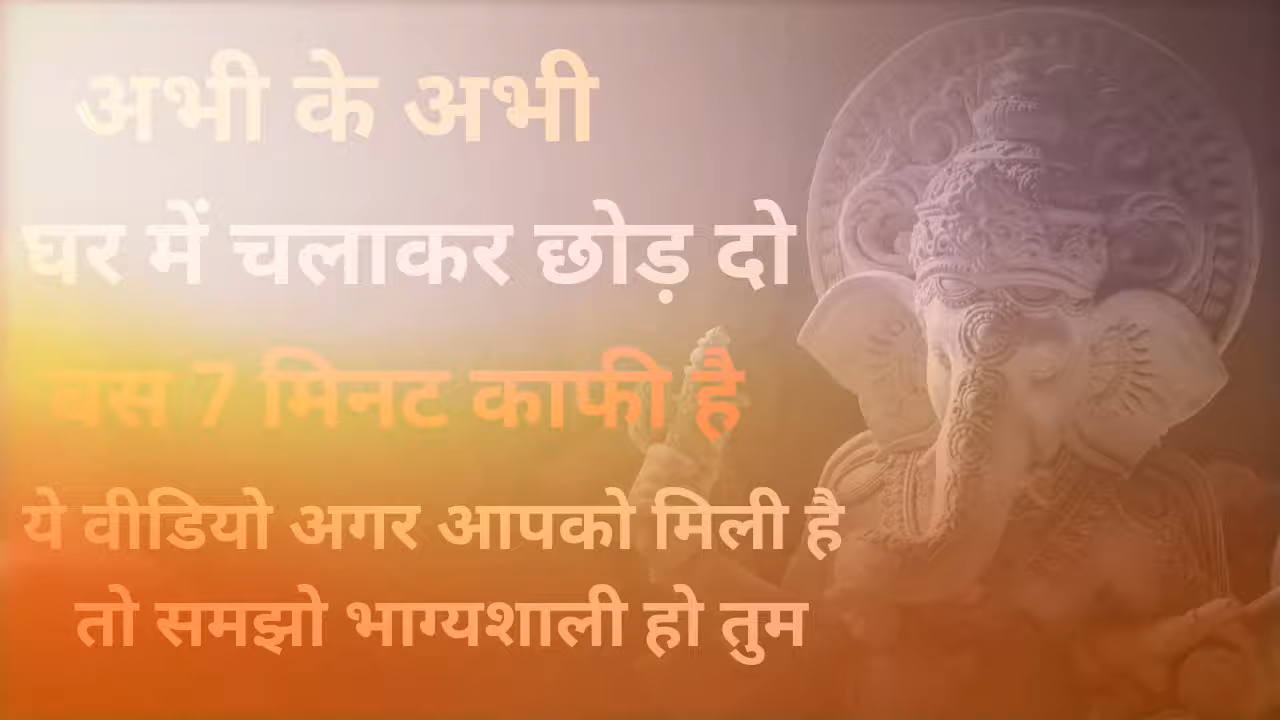 अभी के अभी
घर में चलाकर छोड़ दो
बस 7 मिनट काफी है
ये वीडियो अगर आपको मिली है
तो समझो भाग्यशाली हो तुम